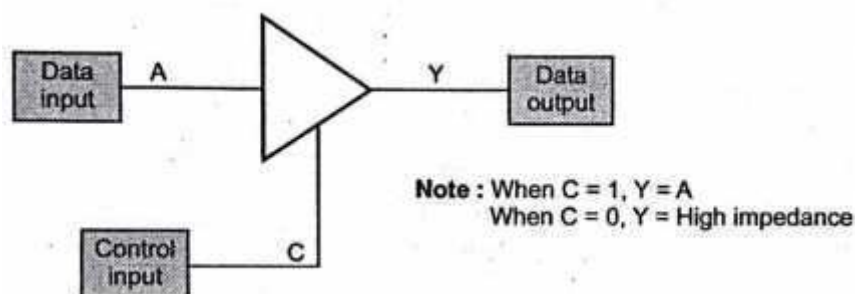 Data
input
A
Y
Data
output
Note : When C = 1, Y = A
When C = 0, Y = High impedance
Control
input
C